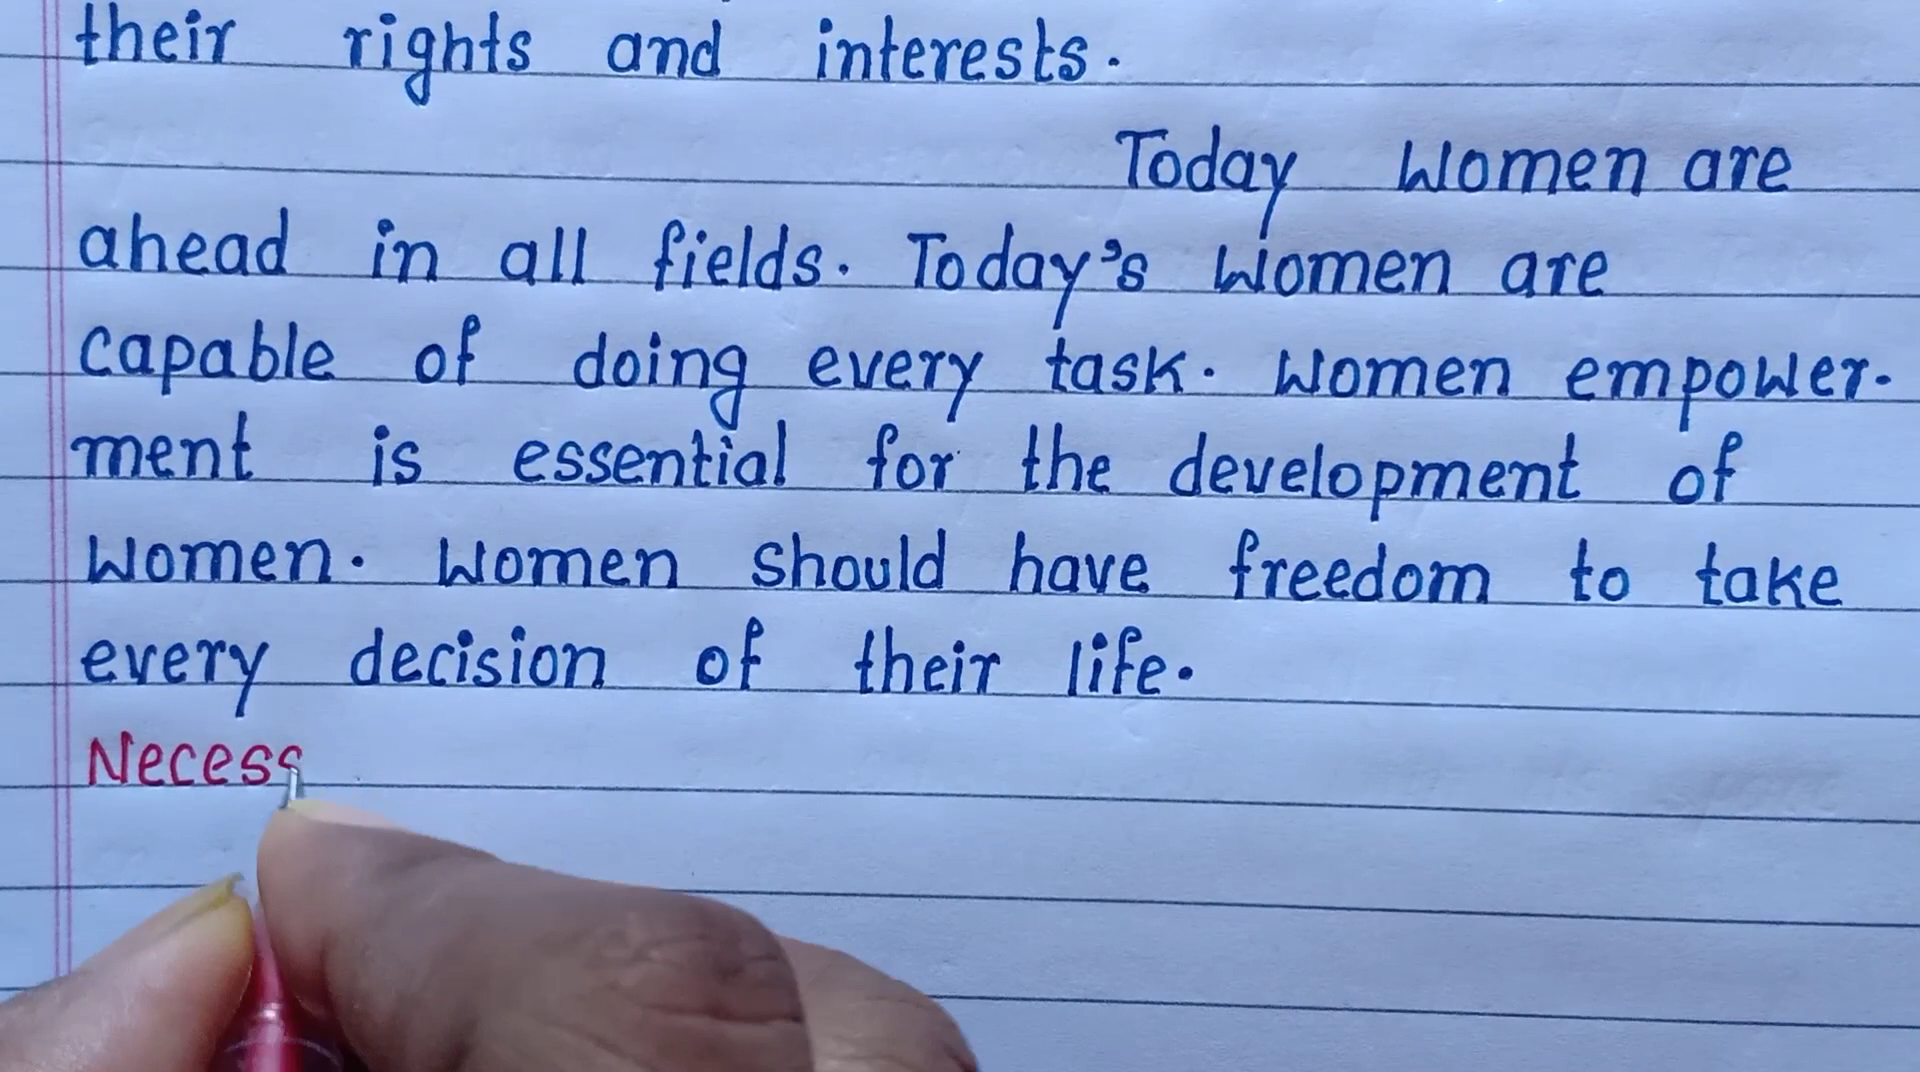 their rights and interests.
Today women are
ahead in all fields. Today's women are
capable of doing every task. Women empower-
ment is essential for the development of
women. Women should have freedom to take
every decision of their life.
Necess